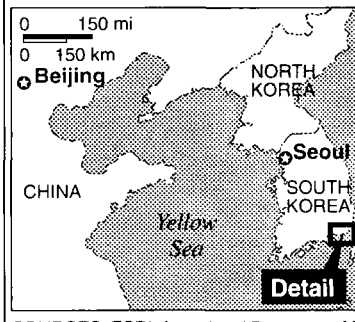 0 150 mi
0 150 km
Beijing
NORTH
KOREA
Seoul
CHINA
SOUTH
KOREA
Yellow
Sea
Detail